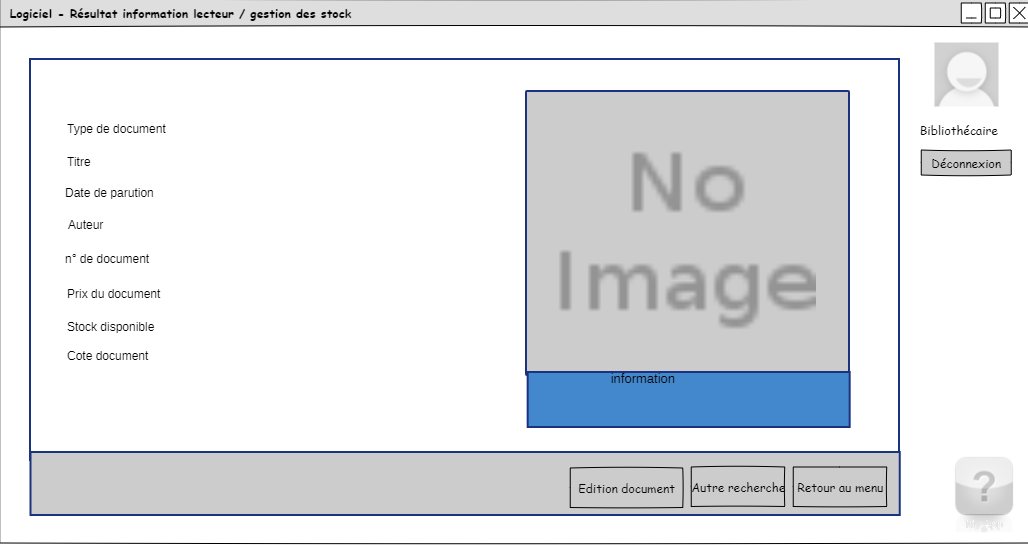 Logiciel - Résultat information lecteur / gestion des stock
Bibliothécaire
Déconnexion
Type de document
Titre
Date de parution
Auteur
n° de document
Prix du document
Stock disponible
Cote document
No
Image
information
Edition document
Autre recherche
Retour au menu
?